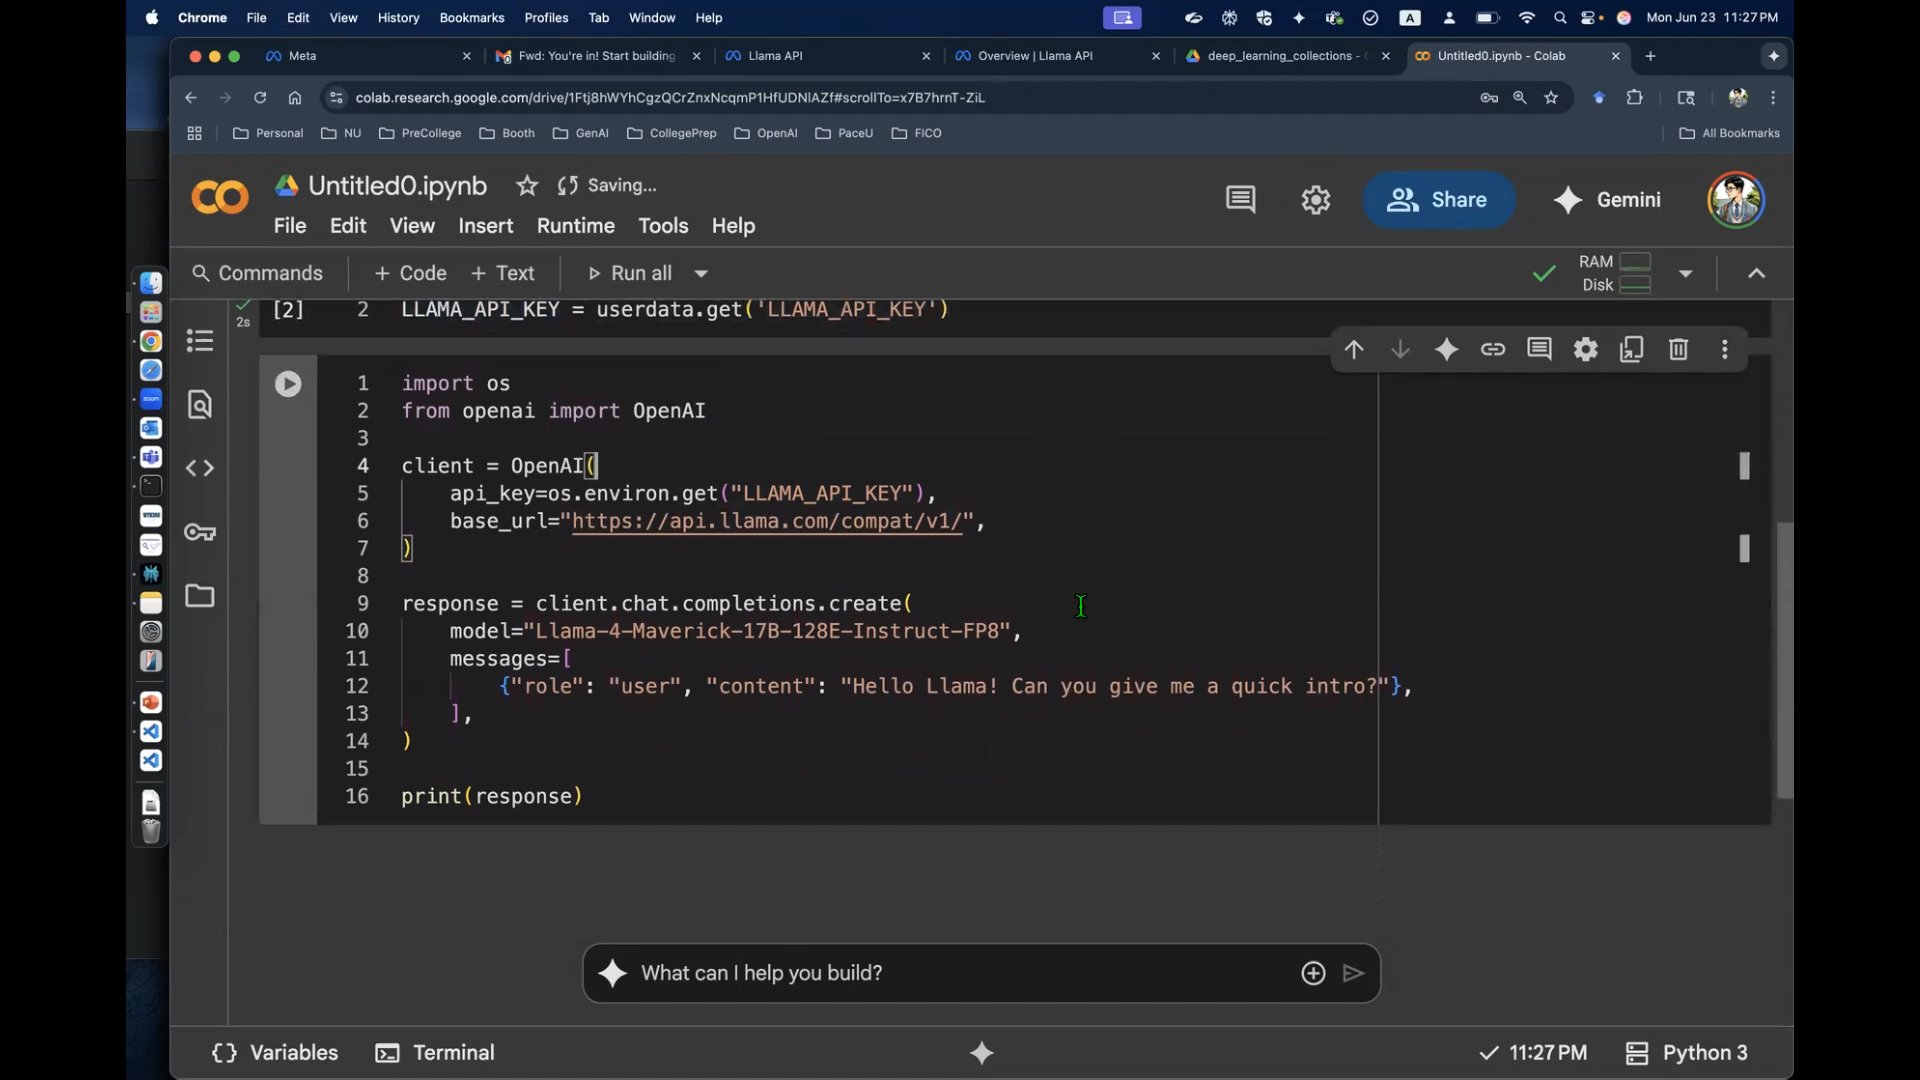 Chrome File Edit View History Bookmarks Profiles Tab Window Help
A
Mon Jun 23 11:27 PM
Meta
Fwd: You're in! Start building
Llama API
Overview | Llama API
deep_learning_collections -
Untitled0.ipynb - Colab
colab.research.google.com/drive/1Ftj8hWYhCgzQCrZnxNcqmP1HfUDNlAZf#scrollTo=x7B7hrnT-ZiL
Personal NU PreCollege Booth GenAI CollegePrep OpenAI PaceU FICO All Bookmarks
CO
Untitled0.ipynb
Saving...
Share
Gemini
File Edit View Insert Runtime Tools Help
Commands + Code + Text Run all
RAM
Disk
2s
[2]
2 LLAMA_API_KEY = userdata.get('LLAMA_API_KEY')
1 import os
2 from openai import OpenAI
3
4 client = OpenAI(
5 api_key=os.environ.get("LLAMA_API_KEY"),
6 base_url="https://api.llama.com/compat/v1/",
7 )
8
9 response = client.chat.completions.create(
10 model="Llama-4-Maverick-17B-128E-Instruct-FP8",
11 messages=[
12 {"role": "user", "content": "Hello Llama! Can you give me a quick intro?"},
13 ],
14 )
15
16 print(response)
zoom
What can I help you build?
{} Variables
Terminal
11:27 PM
Python 3